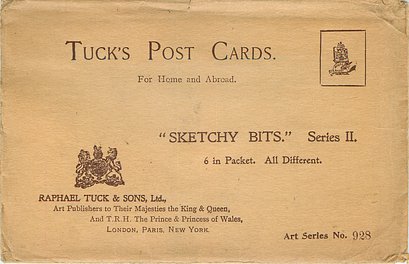 TUCK'S POST CARDS.
For Home and Abroad.
"SKETCHY BITS." Series II.
6 in Packet. All Different.
RAPHAEL TUCK & SONS, Ltd.,
Art Publishers to Their Majesties the King & Queen,
And T.R.H. The Prince & Princess of Wales,
LONDON, PARIS, NEW YORK.
Art Series No. 928